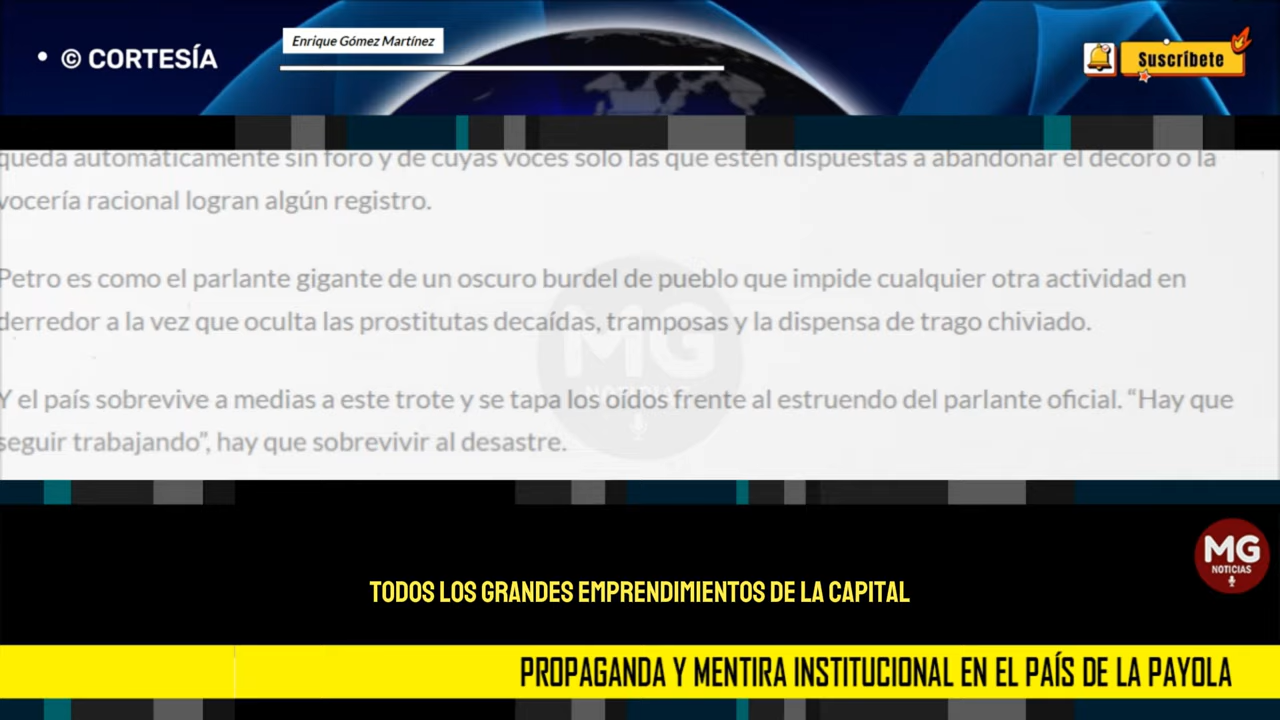 • © CORTESÍA
Enrique Gómez Martínez
Suscríbete
queda automáticamente sin foro y de cuyas voces solo las que estén dispuestas a abandonar el decoro o la
vocería racional logran algún registro.
Petro es como el parlante gigante de un oscuro burdel de pueblo que impide cualquier otra actividad en
derredor a la vez que oculta las prostitutas decaídas, tramposas y la dispensa de trago chiviado.
Y el país sobrevive a medias a este trote y se tapa los oídos frente al estruendo del parlante oficial. “Hay que
seguir trabajando”, hay que sobrevivir al desastre.
MG
NOTICIAS
MG
NOTICIAS
TODOS LOS GRANDES EMPRENDIMIENTOS DE LA CAPITAL
PROPAGANDA Y MENTIRA INSTITUCIONAL EN EL PAÍS DE LA PAYOLA